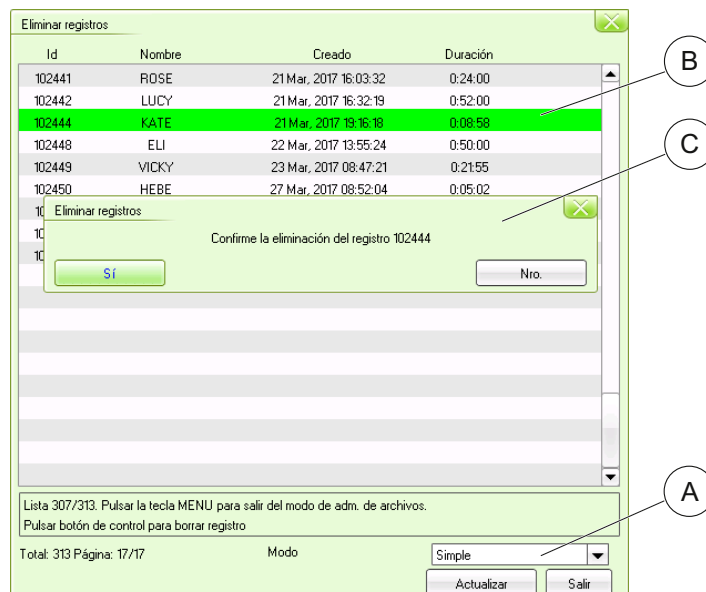 Eliminar registros
Id Nombre Creado Duración
102441 ROSE 21 Mar, 2017 16:03:32 0:24:00
B
102442 LUCY 21 Mar, 2017 16:32:19 0:52:00
102444 KATE 21 Mar, 2017 19:16:18 0:08:58
102448 ELI 22 Mar, 2017 13:55:24 0:50:00
C
102449 VICKY 23 Mar, 2017 08:47:21 0:21:55
102450 HEBE 27 Mar, 2017 08:52:04 0:05:02
10
Eliminar registros
10
Confirme la eliminación del registro 102444
10
Sí Nro.
Lista 307/313. Pulsar la tecla MENU para salir del modo de adm. de archivos.
A
Pulsar botón de control para borrar registro
Total: 313 Página: 17/17 Modo Simple
Actualizar Salir